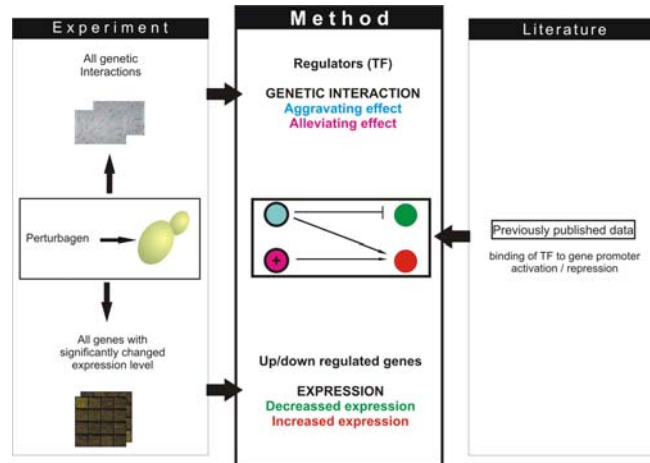 Experiment
All genetic
Interactions
Perturbagen
All genes with
significantly changed
expression level
Method
Regulators (TF)
GENETIC INTERACTION
Aggravating effect
Alleviating effect
+
Up/down regulated genes
EXPRESSION
Decreassed expression
Increased expression
Literature
Previously published data
binding of TF to gene promoter
activation / repression